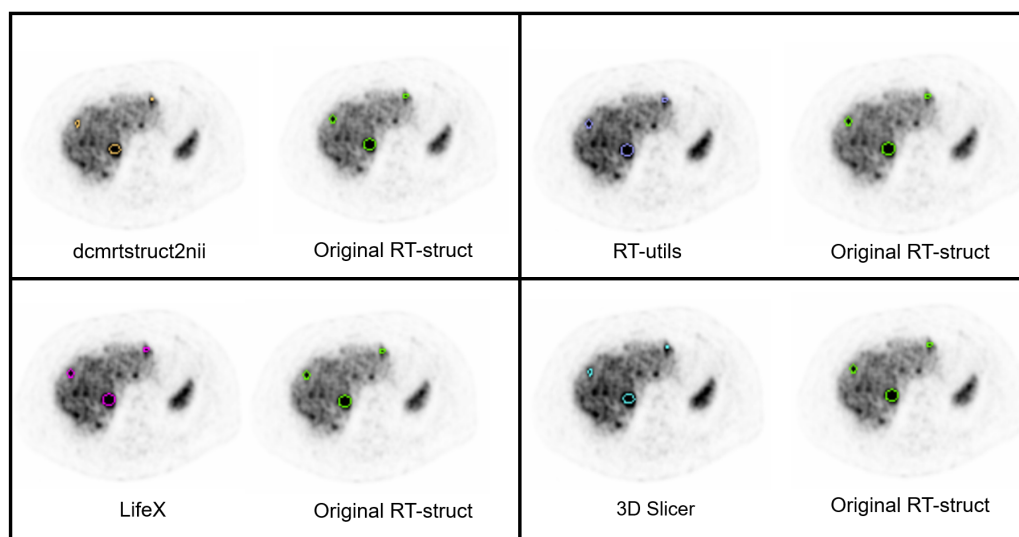 dcmrtstruct2nii
Original RT-struct
RT-utils
Original RT-struct
LifeX
Original RT-struct
3D Slicer
Original RT-struct